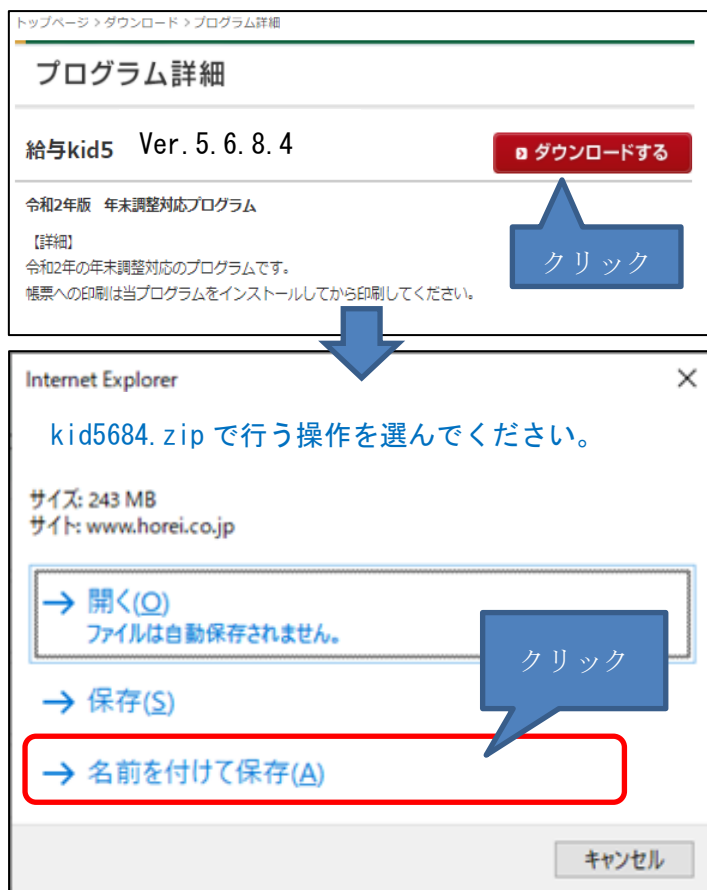 トップページ > ダウンロード > プログラム詳細
プログラム詳細
給与kid5 Ver.5.6.8.4
ダウンロードする
令和2年版 年末調整対応プログラム
クリック
【詳細】
令和2年の年末調整対応のプログラムです。
帳票への印刷は当プログラムをインストールしてから印刷してください。
Internet Explorer
kid5684.zipで行う操作を選んでください。
サイズ: 243 MB
サイト: www.horei.co.jp
開く(O)
ファイルは自動保存されません。
クリック
保存(S)
名前を付けて保存(A)
キャンセル